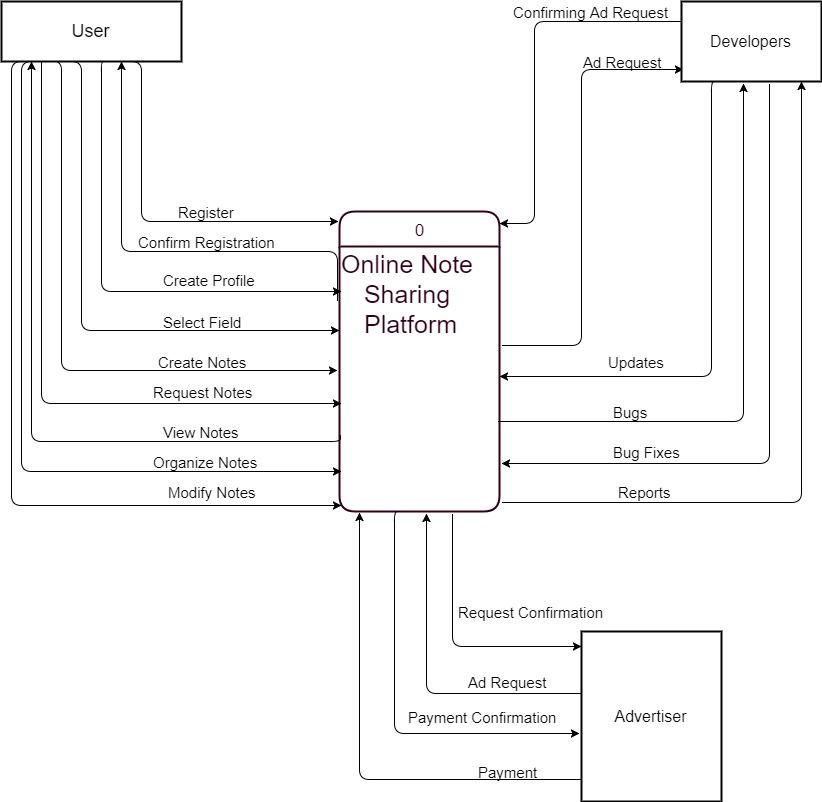 User
Confirming Ad Request
Developers
Ad Request
Register
Confirm Registration
Create Profile
Select Field
Create Notes
Request Notes
View Notes
Organize Notes
Modify Notes
0
Online Note
Sharing
Platform
Updates
Bugs
Bug Fixes
Reports
Request Confirmation
Ad Request
Payment Confirmation
Payment
Advertiser